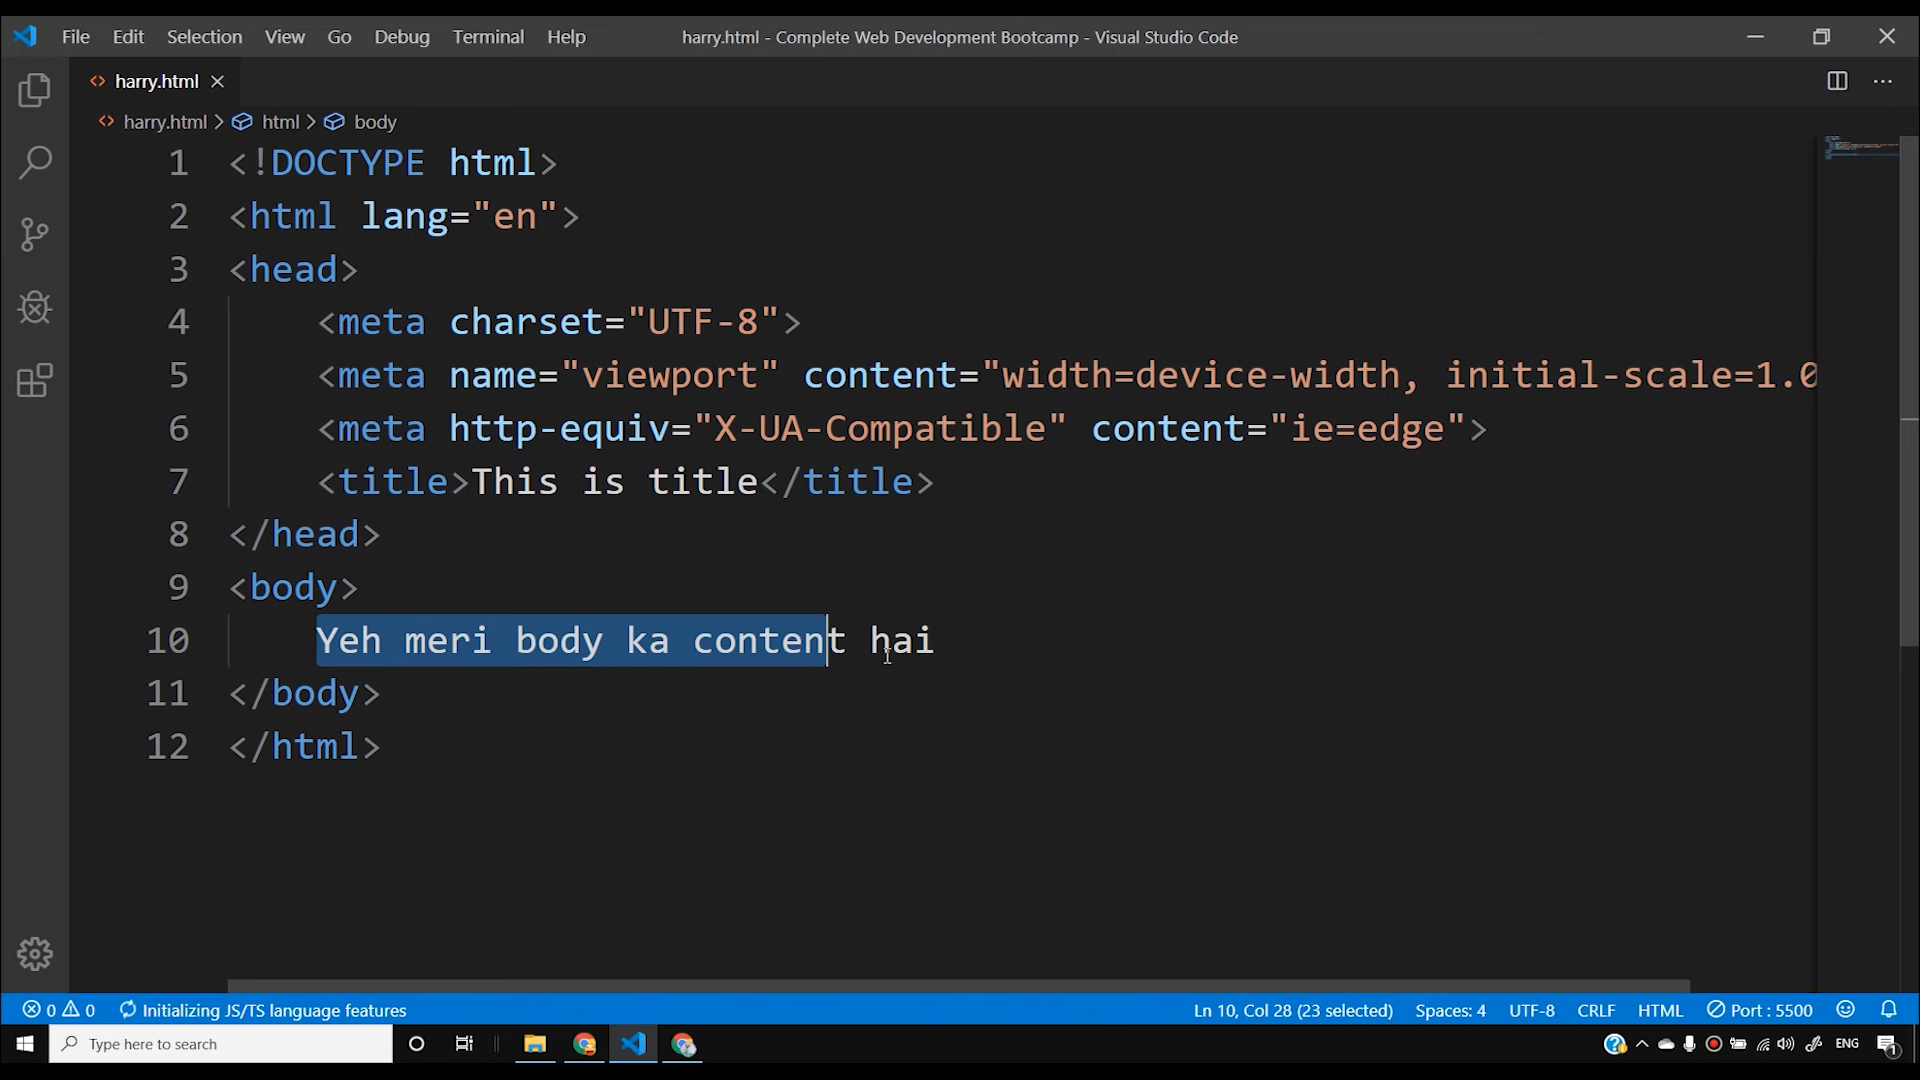 File Edit Selection View Go Debug Terminal Help harry.html - Complete Web Development Bootcamp - Visual Studio Code
harry.html
harry.html > html > body
1 <!DOCTYPE html>
2 <html lang="en">
3 <head>
4 <meta charset="UTF-8">
5 <meta name="viewport" content="width=device-width, initial-scale=1.0
6 <meta http-equiv="X-UA-Compatible" content="ie=edge">
7 <title>This is title</title>
8 </head>
9 <body>
10 Yeh meri body ka content hai
11 </body>
12 </html>
0 0 Initializing JS/TS language features Ln 10, Col 28 (23 selected) Spaces: 4 UTF-8 CRLF HTML Port : 5500
Type here to search ENG 1